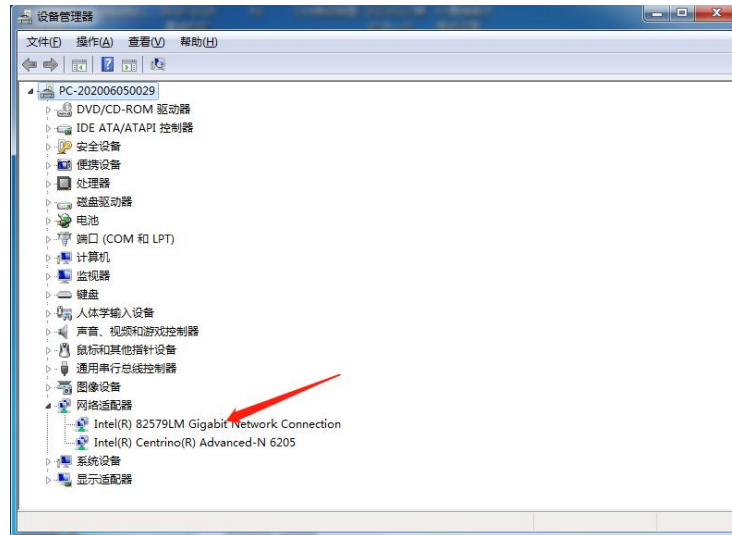 设备管理器
文件(F) 操作(A) 查看(V) 帮助(H)
PC-202006050029
DVD/CD-ROM 驱动器
IDE ATA/ATAPI 控制器
安全设备
便携设备
处理器
磁盘驱动器
电池
端口 (COM 和 LPT)
计算机
监视器
键盘
人体学输入设备
声音、视频和游戏控制器
鼠标和其他指针设备
通用串行总线控制器
图像设备
网络适配器
Intel(R) 82579LM Gigabit Network Connection
Intel(R) Centrino(R) Advanced-N 6205
系统设备
显示适配器